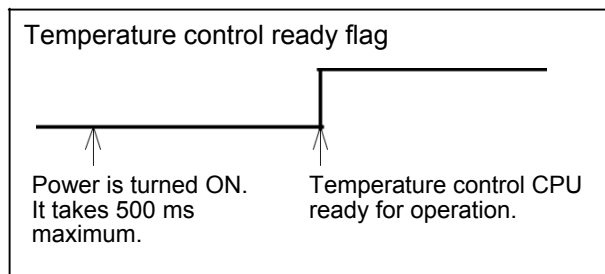 Temperature control ready flag
Power is turned ON.
It takes 500 ms
maximum.
Temperature control CPU
ready for operation.